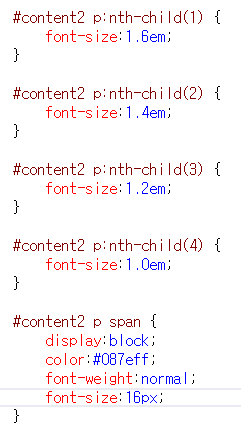 #content2 p:nth-child(1) {
font-size:1.6em;
}
#content2 p:nth-child(2) {
font-size:1.4em;
}
#content2 p:nth-child(3) {
font-size:1.2em;
}
#content2 p:nth-child(4) {
font-size:1.0em;
}
#content2 p span {
display:block;
color:#087eff;
font-weight:normal;
font-size:16px;
}